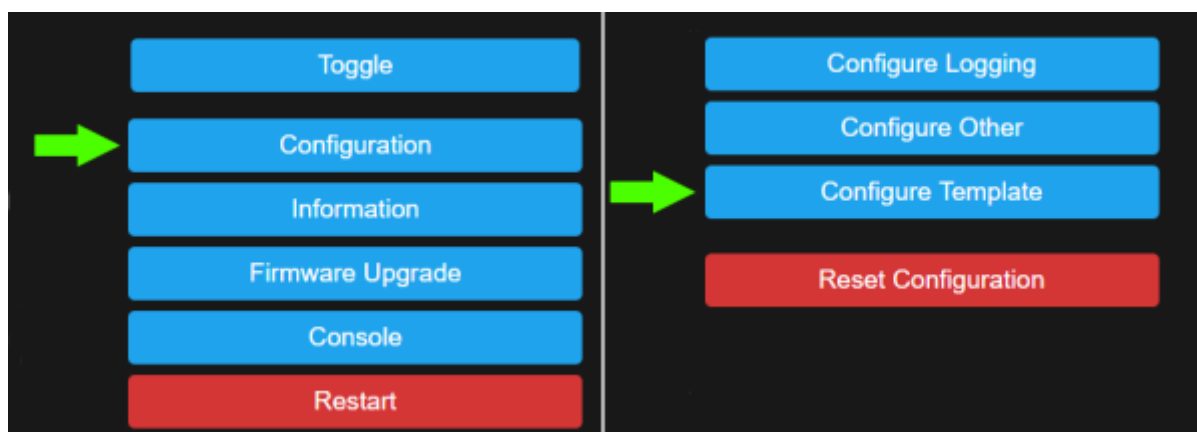 Toggle
Configuration
Information
Firmware Upgrade
Console
Restart
Configure Logging
Configure Other
Configure Template
Reset Configuration